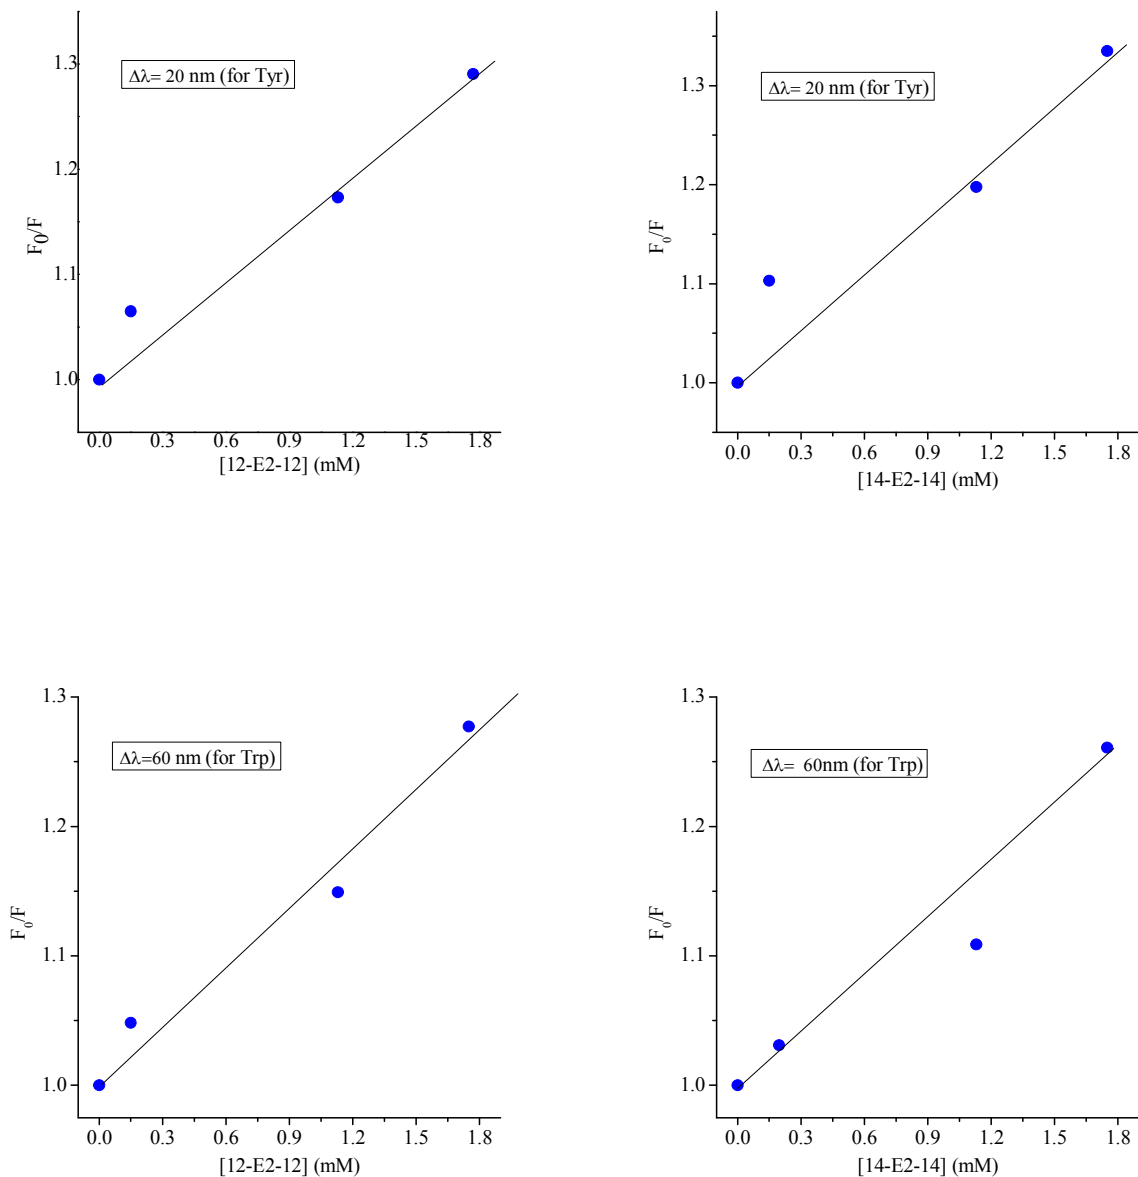 1.3
Δλ= 20 nm (for Tyr)
1.2
F0/F
1.1
1.0
0.0 0.3 0.6 0.9 1.2 1.5 1.8
[12-E2-12] (mM)
Δλ= 20 nm (for Tyr)
1.3
1.2
F0/F
1.1
1.0
0.0 0.3 0.6 0.9 1.2 1.5 1.8
[14-E2-14] (mM)
1.3
Δλ=60 nm (for Trp)
1.2
F0/F
1.1
1.0
0.0 0.3 0.6 0.9 1.2 1.5 1.8
[12-E2-12] (mM)
1.3
Δλ= 60nm (for Trp)
1.2
F0/F
1.1
1.0
0.0 0.3 0.6 0.9 1.2 1.5 1.8
[14-E2-14] (mM)